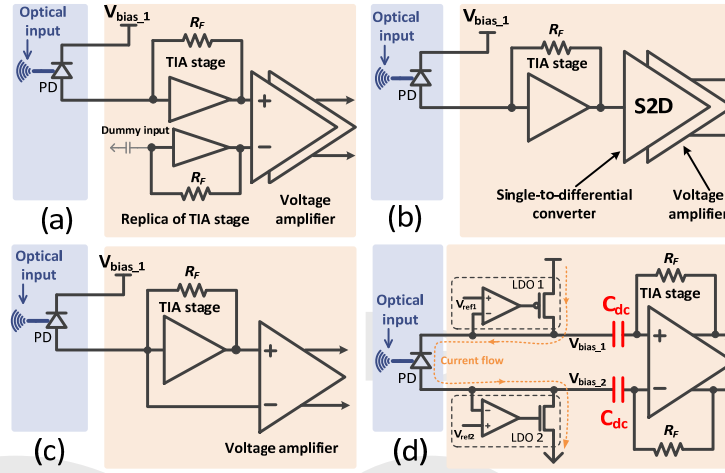 Optical
input
V_bias_1
PD
R_F
TIA stage
+
−
Dummy input
R_F
Replica of TIA stage
Voltage
amplifier
(a)
Optical
input
V_bias_1
PD
R_F
TIA stage
S2D
Single-to-differential
converter
Voltage
amplifier
(b)
Optical
input
V_bias_1
PD
R_F
TIA stage
+
−
Voltage amplifier
(c)
Optical
input
PD
LDO 1
V_ref1
+
−
V_bias_1
C_dc
Current flow
V_bias_2
C_dc
V_ref2
−
+
LDO 2
R_F
TIA stage
+
−
R_F
(d)